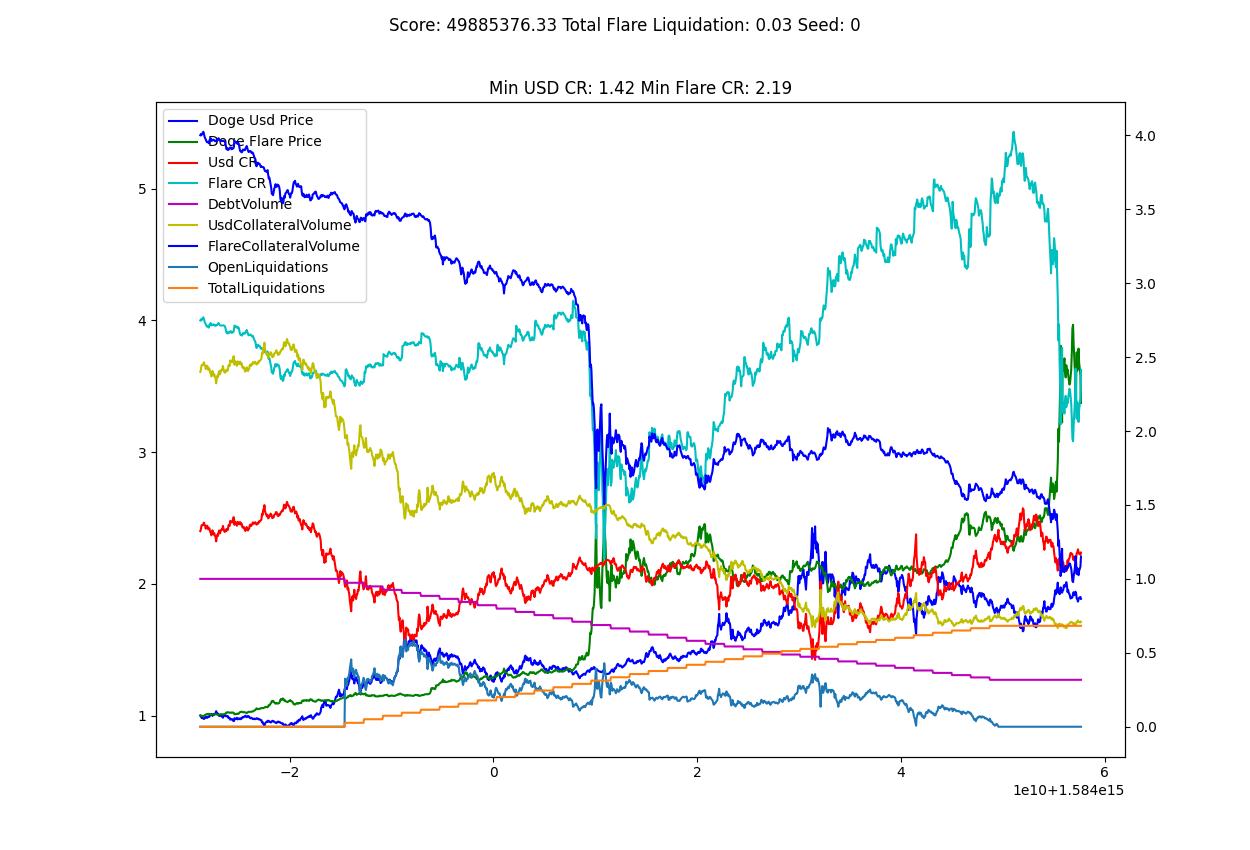 Score: 49885376.33 Total Flare Liquidation: 0.03 Seed: 0
Min USD CR: 1.42 Min Flare CR: 2.19
Doge Usd Price
Doge Flare Price
Usd CR
Flare CR
DebtVolume
UsdCollateralVolume
FlareCollateralVolume
OpenLiquidations
TotalLiquidations
5
4
3
2
1
4.0
3.5
3.0
2.5
2.0
1.5
1.0
0.5
0.0
−2
0
2
4
6
1e10+1.584e15